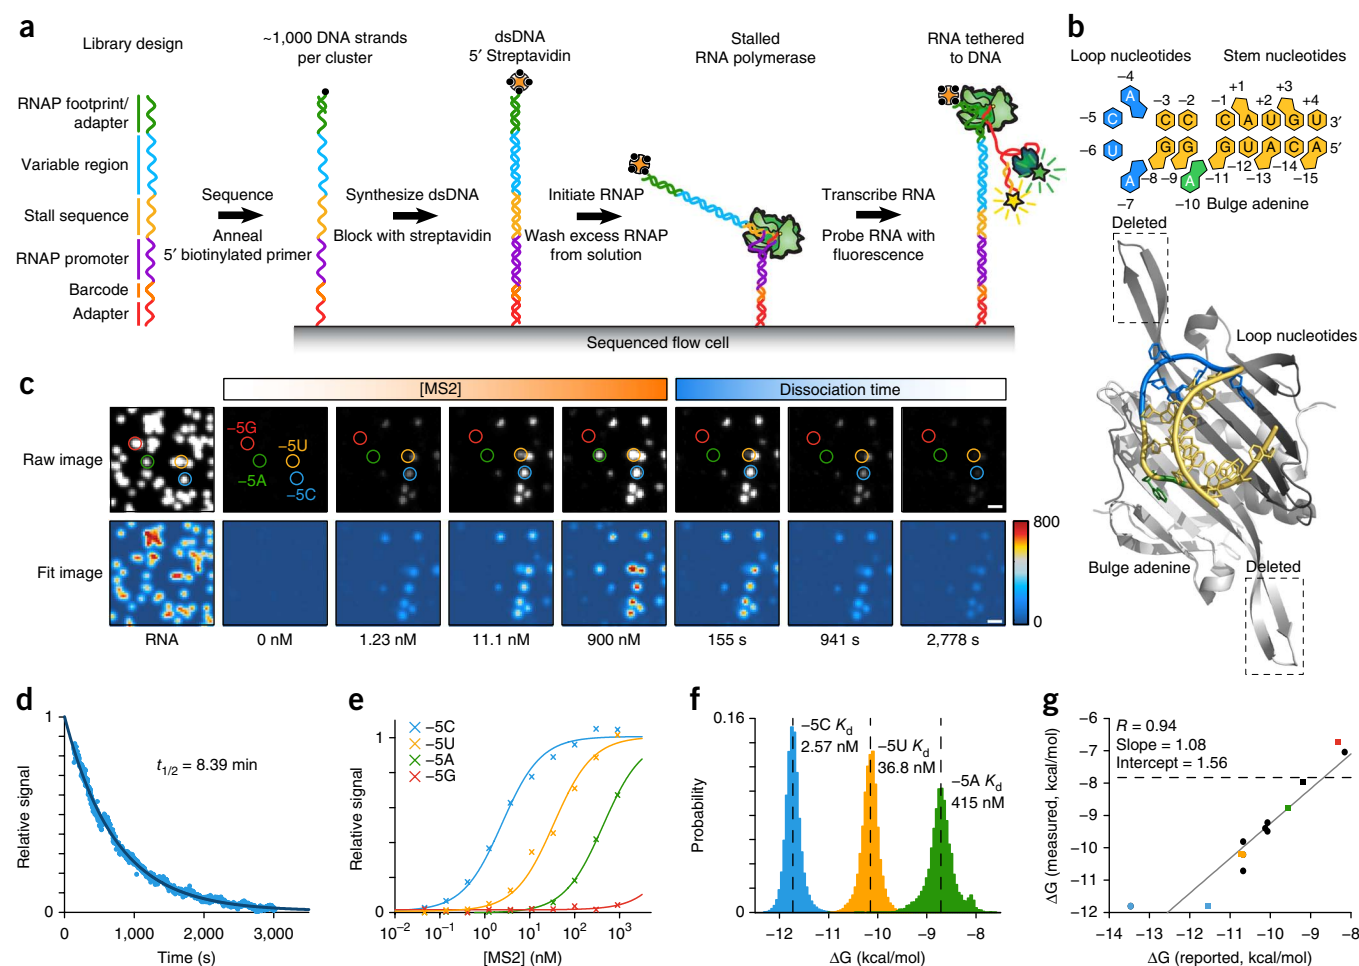 a
Library design
~1,000 DNA strands
per cluster
dsDNA
5′ Streptavidin
Stalled
RNA polymerase
RNA tethered
to DNA
RNAP footprint/
adapter
Variable region
Stall sequence
RNAP promoter
Barcode
Adapter
Sequence
Anneal
5′ biotinylated primer
Synthesize dsDNA
Block with streptavidin
Initiate RNAP
Wash excess RNAP
from solution
Transcribe RNA
Probe RNA with
fluorescence
Sequenced flow cell
b
Loop nucleotides
Stem nucleotides
−4
+1
+3
A
−3
−2
−1
+2
+4
−5
C
C
C
C
A
U
G
U
3′
−6
U
G
G
G
U
A
C
A
5′
A
−8
−9
A
−11
−12
−13
−14
−15
−7
−10
Bulge adenine
Deleted
Loop nucleotides
Bulge adenine
Deleted
c
[MS2]
Dissociation time
Raw image
−5G
−5U
−5A
−5C
Fit image
800
0
RNA
0 nM
1.23 nM
11.1 nM
900 nM
155 s
941 s
2,778 s
d
1
Relative signal
t1/2 = 8.39 min
0
0
1,000
2,000
3,000
Time (s)
e
−5C
−5U
−5A
−5G
1
Relative signal
0
10−2
10−1
100
101
102
103
[MS2] (nM)
f
0.16
Probability
0
−5C Kd
2.57 nM
−5U Kd
36.8 nM
−5A Kd
415 nM
−12
−11
−10
−9
−8
ΔG (kcal/mol)
g
R = 0.94
Slope = 1.08
Intercept = 1.56
ΔG (measured, kcal/mol)
−6
−7
−8
−9
−10
−11
−12
−14
−13
−12
−11
−10
−9
−8
ΔG (reported, kcal/mol)